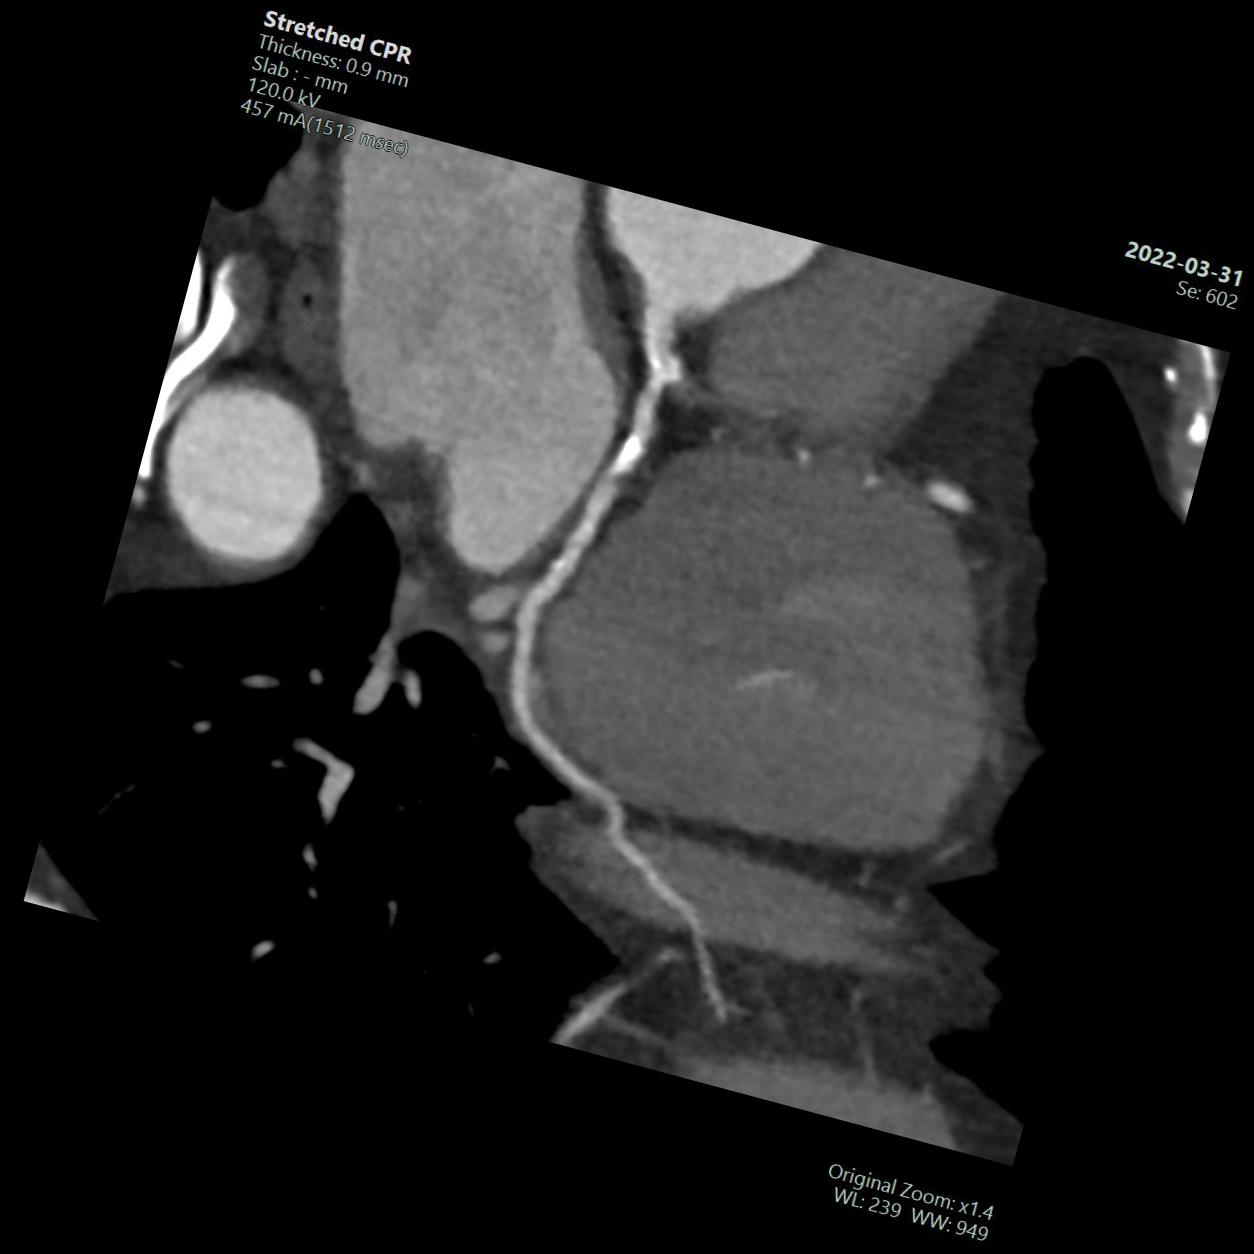 Stretched CPR
Thickness: 0.9 mm
Slab : - mm
120.0 kV
457 mA(1512 msec)
2022-03-31
Se: 602
Original Zoom: x1.4
WL: 239 WW: 949